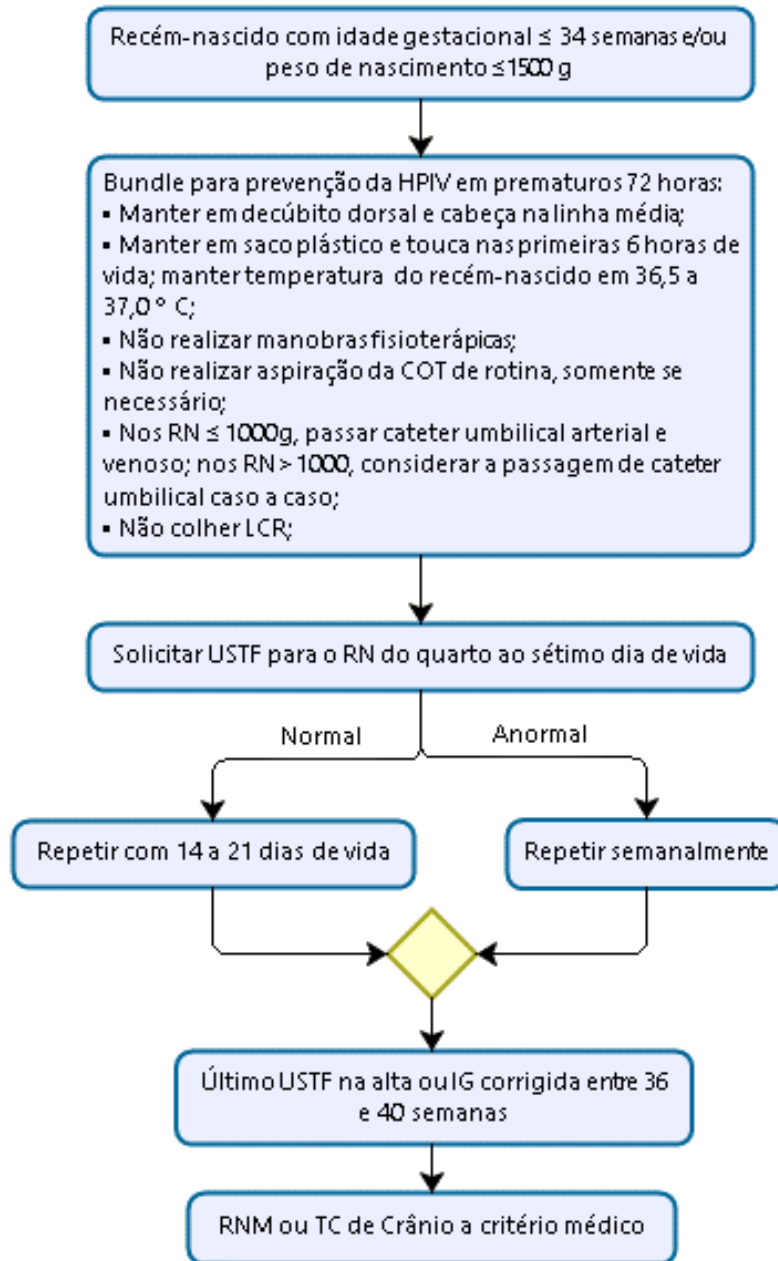 Recém-nascido com idade gestacional ≤ 34 semanas e/ou
peso de nascimento ≤1500 g
Bundle para prevenção da HPIV em prematuros 72 horas:
▪ Manter em decúbito dorsal e cabeça na linha média;
▪ Manter em saco plástico e touca nas primeiras 6 horas de
vida; manter temperatura do recém-nascido em 36,5 a
37,0 º C;
▪ Não realizar manobras fisioterápicas;
▪ Não realizar aspiração da COT de rotina, somente se
necessário;
▪ Nos RN ≤ 1000g, passar cateter umbilical arterial e
venoso; nos RN > 1000, considerar a passagem de cateter
umbilical caso a caso;
▪ Não colher LCR;
Solicitar USTF para o RN do quarto ao sétimo dia de vida
Normal
Anormal
Repetir com 14 a 21 dias de vida
Repetir semanalmente
Último USTF na alta ou IG corrigida entre 36
e 40 semanas
RNM ou TC de Crânio a critério médico